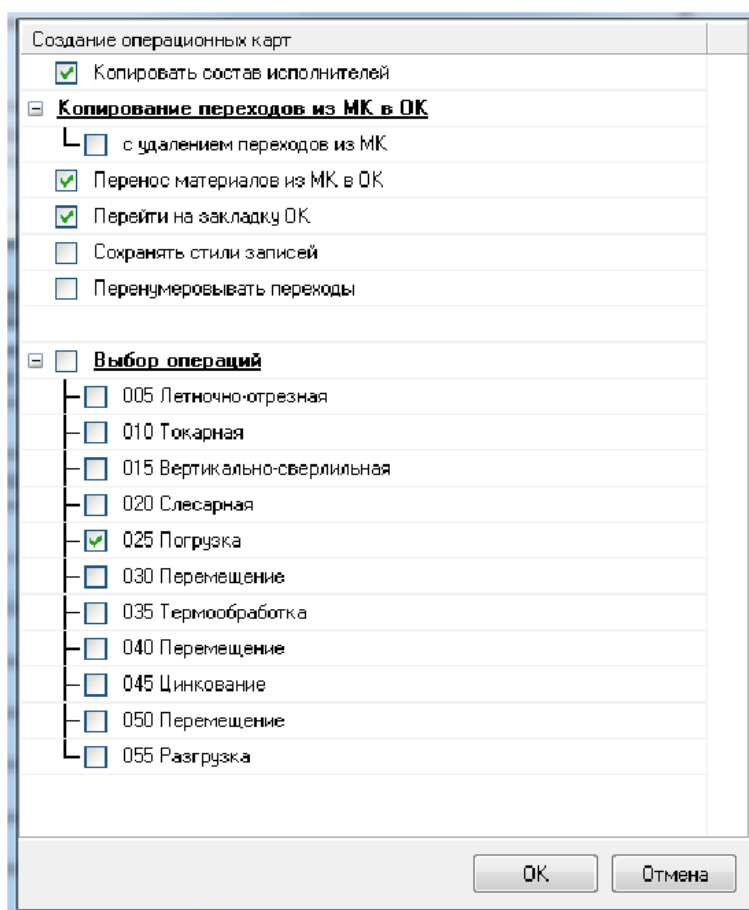 Создание операционных карт
Копировать состав исполнителей
Копирование переходов из МК в ОК
с удалением переходов из МК
Перенос материалов из МК в ОК
Перейти на закладку ОК
Сохранять стили записей
Перенумеровывать переходы
Выбор операций
005 Летночно-отрезная
010 Токарная
015 Вертикально-сверлильная
020 Слесарная
025 Погрузка
030 Перемещение
035 Термообработка
040 Перемещение
045 Цинкование
050 Перемещение
055 Разгрузка
ОК Отмена